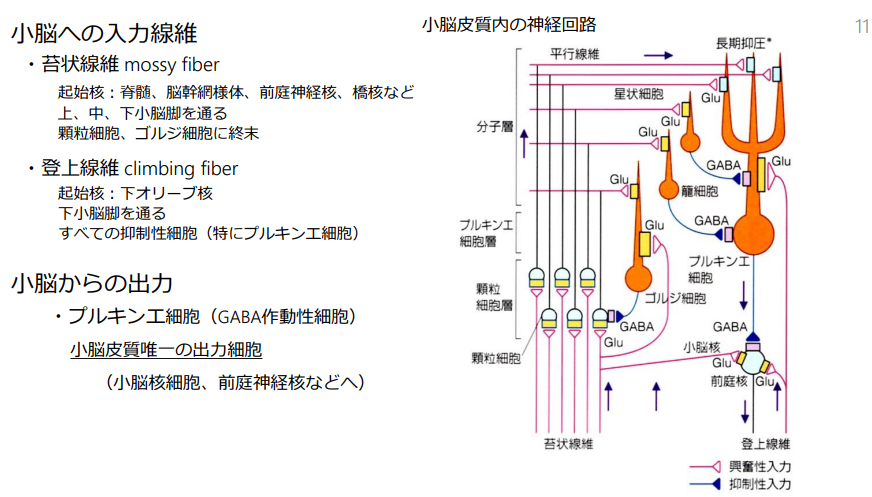 小脳への入力線維
・苔状線維 mossy fiber
起始核：脊髄、脳幹網様体、前庭神経核、橋核など
上、中、下小脳脚を通る
顆粒細胞、ゴルジ細胞に終末
・登上線維 climbing fiber
起始核：下オリーブ核
下小脳脚を通る
すべての抑制性細胞（特にプルキンエ細胞）
小脳からの出力
・プルキンエ細胞（GABA作動性細胞）
小脳皮質唯一の出力細胞
（小脳核細胞、前庭神経核などへ）
小脳皮質内の神経回路
11
長期抑圧*
平行線維
星状細胞
Glu
Glu
分子層
Glu
GABA
Glu
Glu
籠細胞
GABA
Glu
プルキンエ
細胞層
プルキンエ
細胞
顆粒
細胞層
ゴルジ細胞
GABA
GABA
Glu
小脳核
顆粒細胞
Glu
前庭核
Glu
苔状線維
登上線維
興奮性入力
抑制性入力